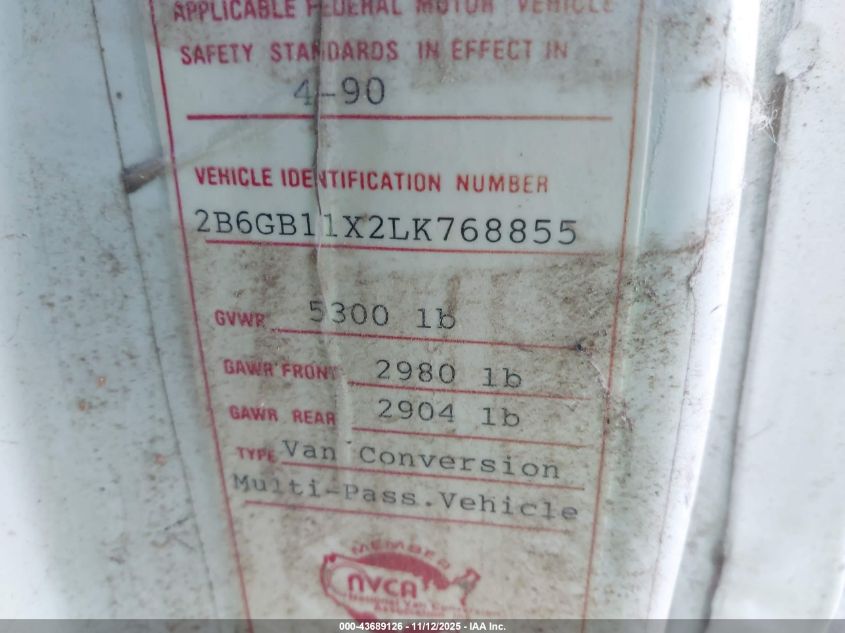 APPLICABLE FEDERAL MOTOR VEHICLE
SAFETY STANDARDS IN EFFECT IN
4-90
VEHICLE IDENTIFICATION NUMBER
2B6GB11X2LK768855
GVWR 5300 lb
GAWR FRONT 2980 lb
GAWR REAR 2904 lb
TYPE Van Conversion
Multi-Pass.Vehicle
MEMBER
NVCA
National Van
000-43689126 - 11/12/2025 - IAA Inc.